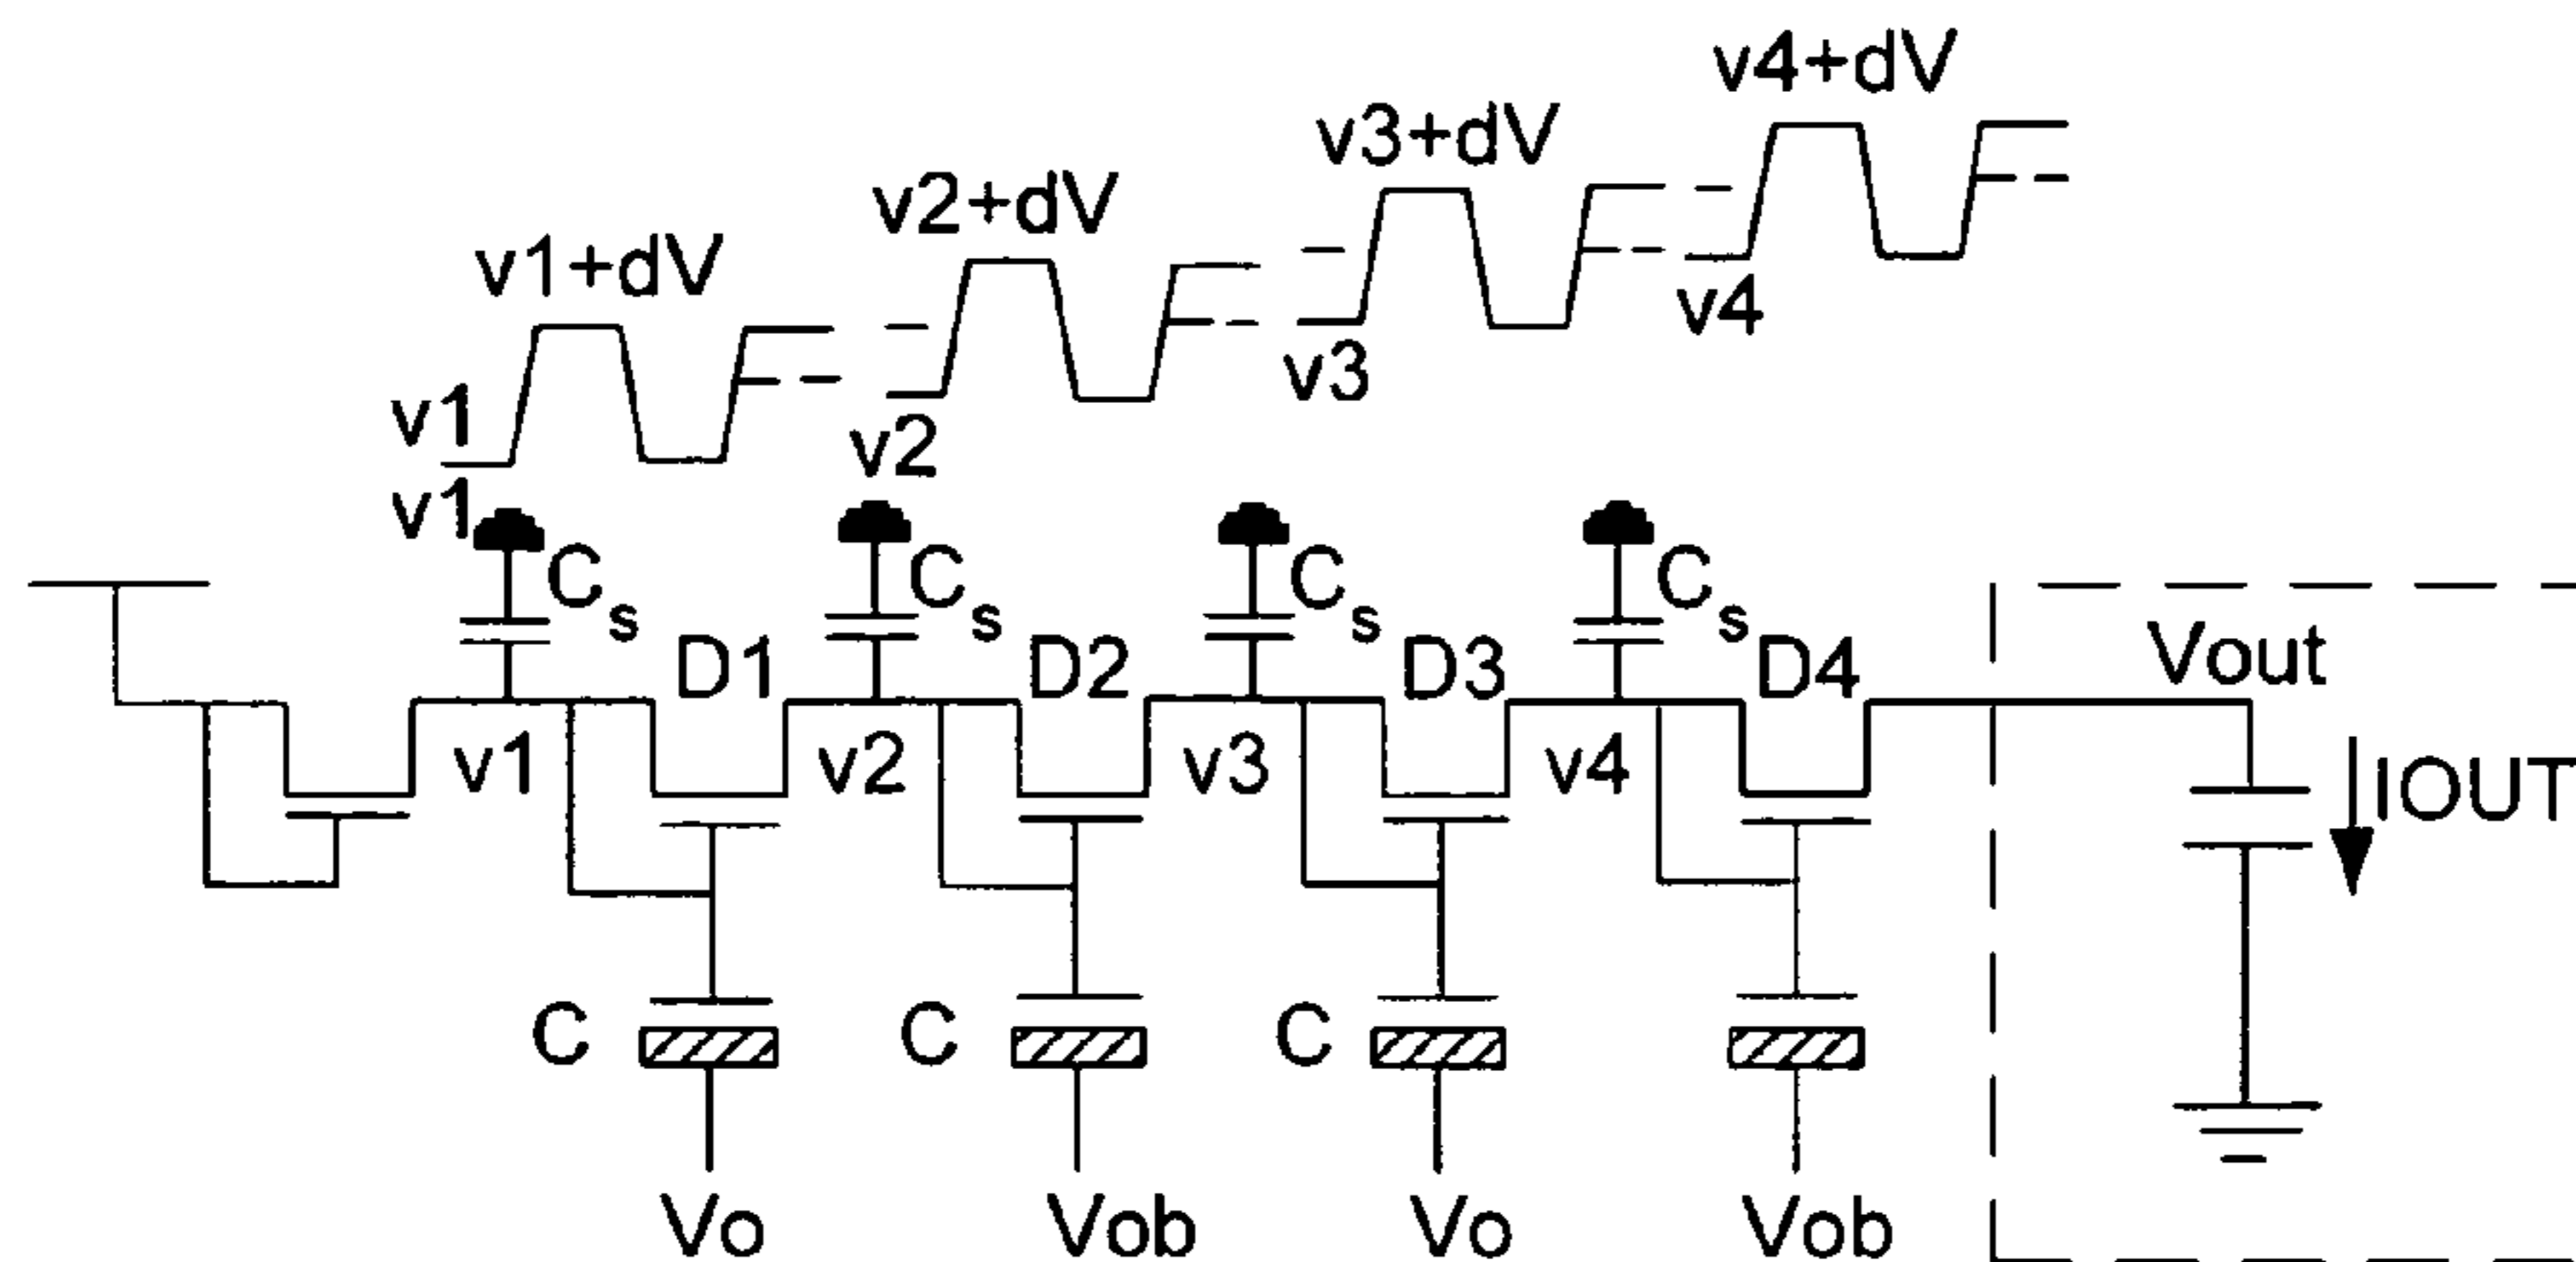 v4+dV
v3+dV
v2+dV
v1+dV
v4
v3
v1
v2
v1
Cs Cs Cs Cs
D1 D2 D3 D4 Vout
v1 v2 v3 v4 IOUT
C C C
Vo Vob Vo Vob